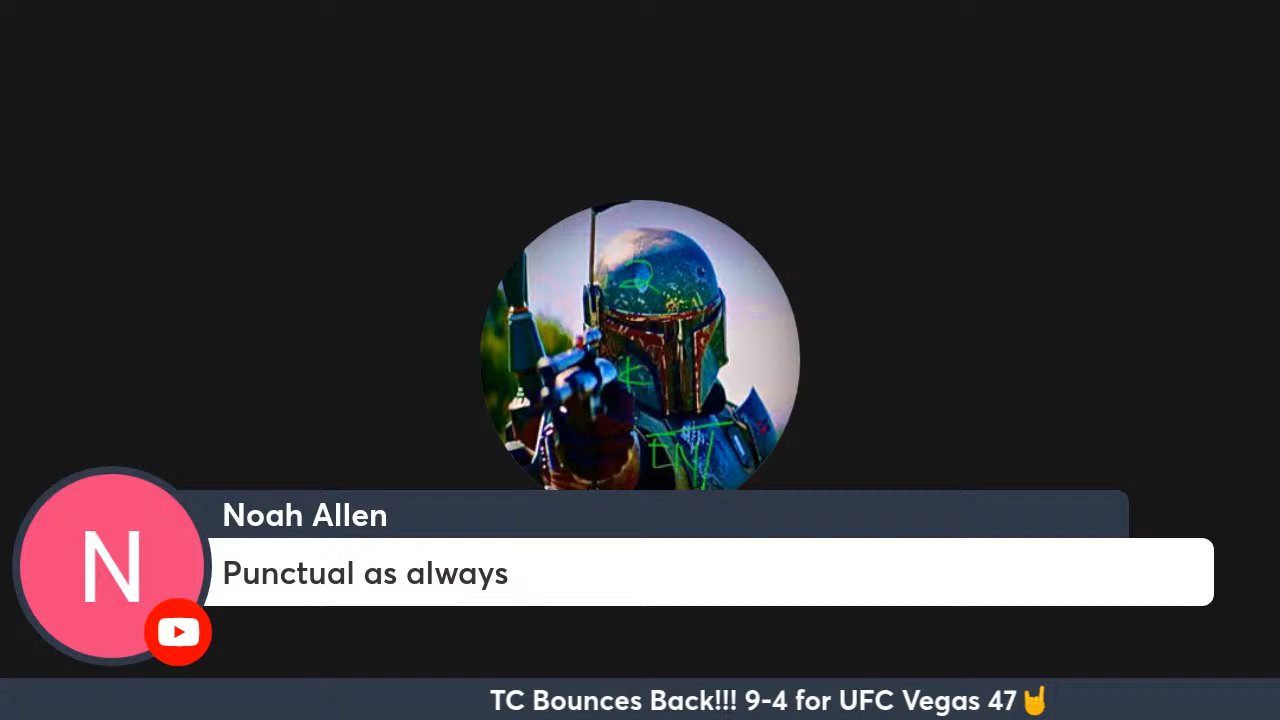 Noah Allen
N
Punctual as always
TC Bounces Back!!! 9-4 for UFC Vegas 47🤘